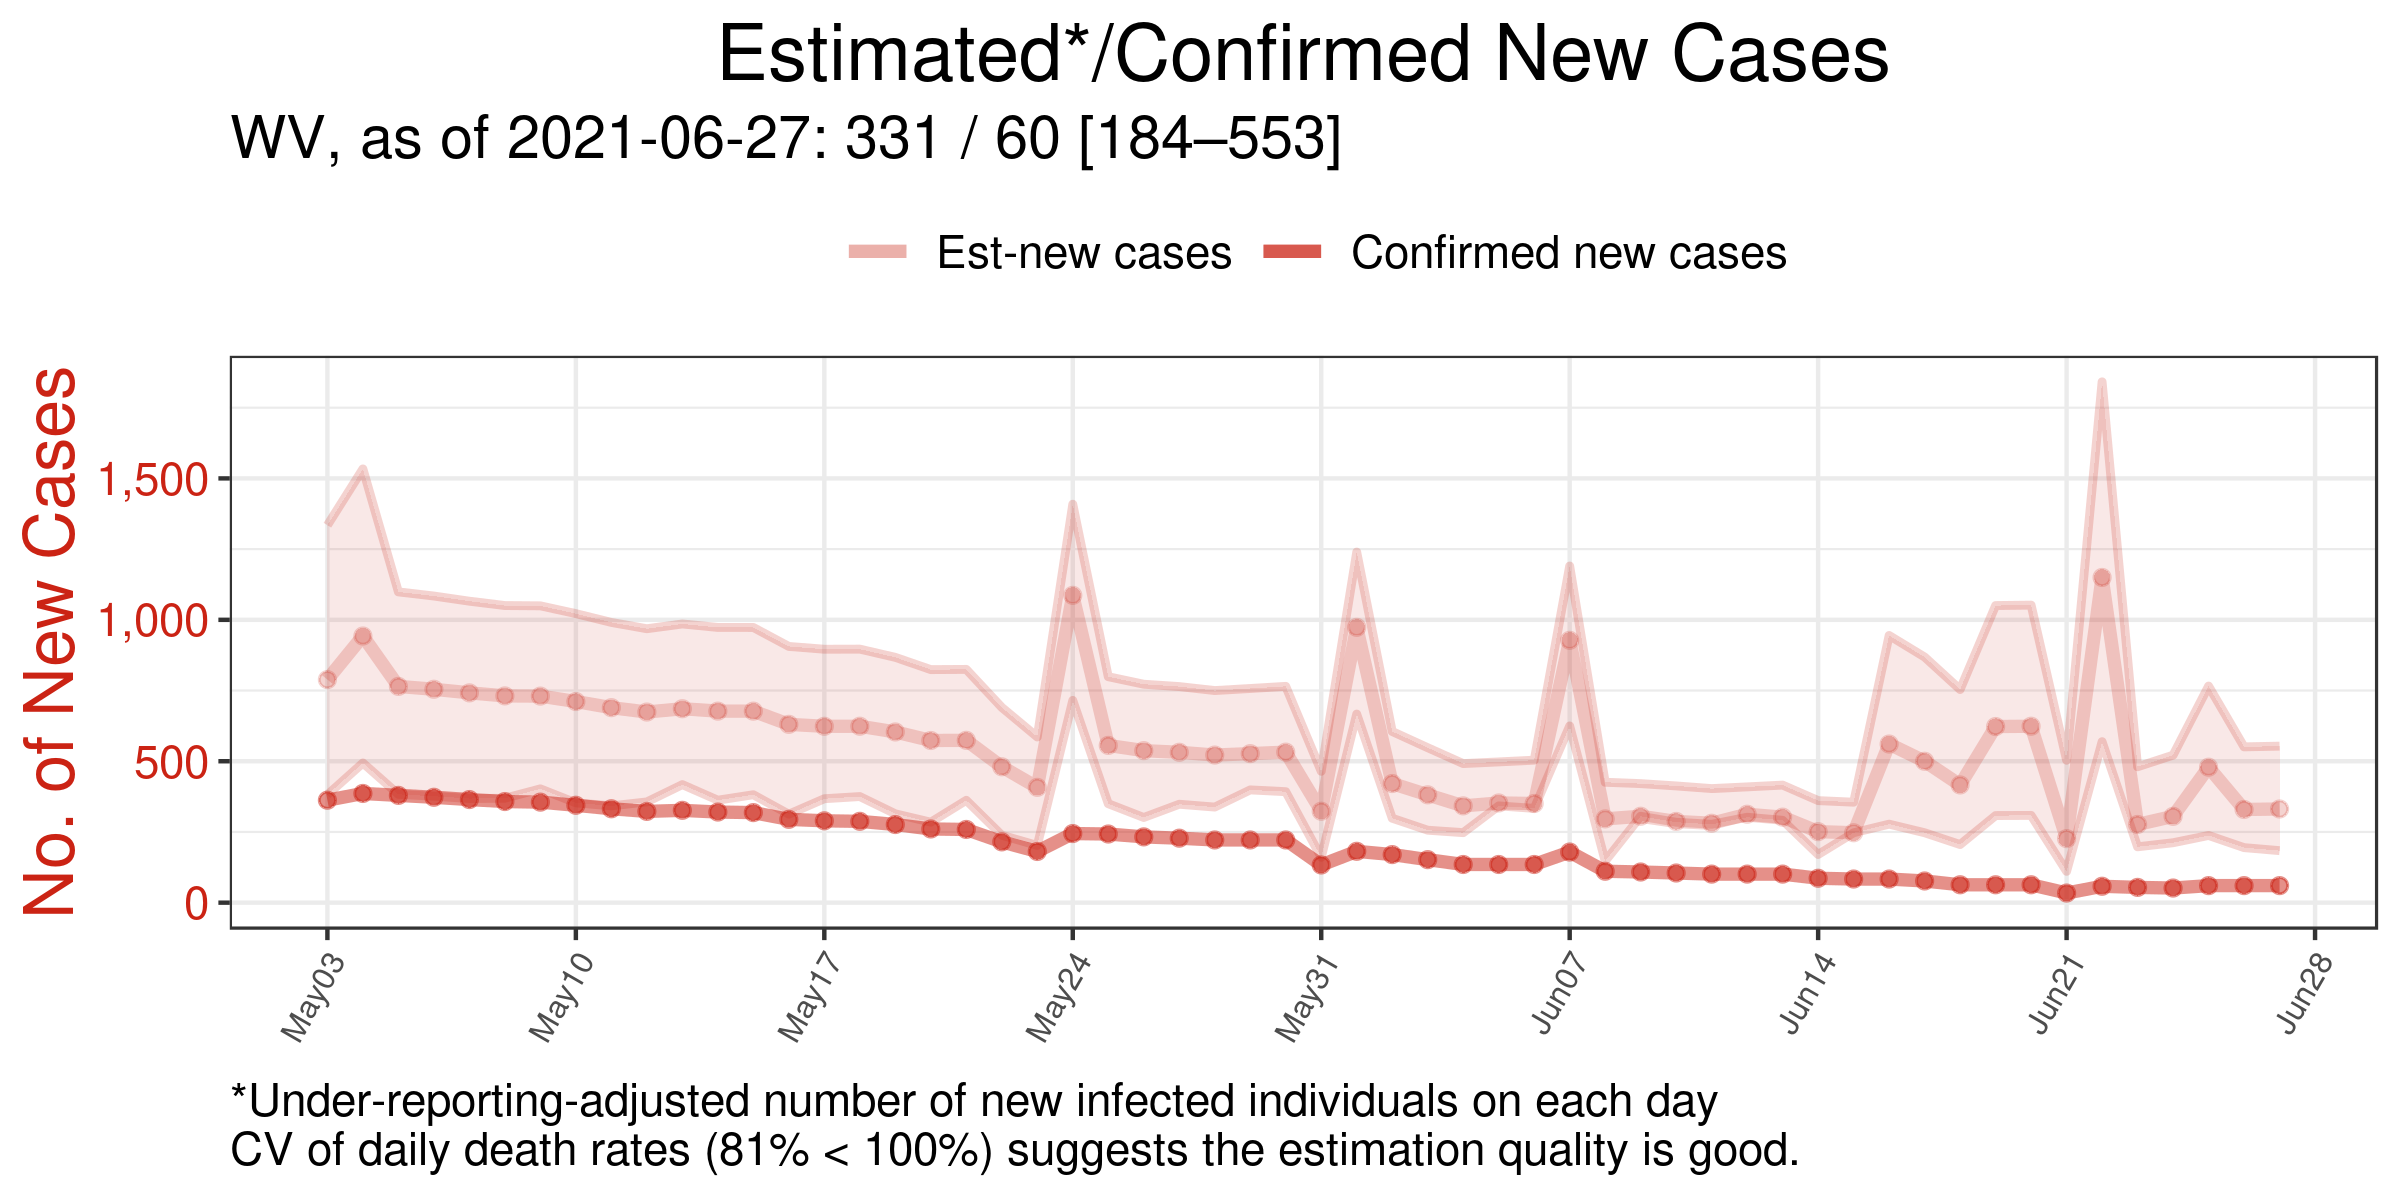 Estimated*/Confirmed New Cases
WV, as of 2021-06-27: 331 / 60 [184–553]
Est-new cases
Confirmed new cases
No. of New Cases
1,500
1,000
500
0
May03
May10
May17
May24
May31
Jun07
Jun14
Jun21
Jun28
*Under-reporting-adjusted number of new infected individuals on each day
CV of daily death rates (81% < 100%) suggests the estimation quality is good.